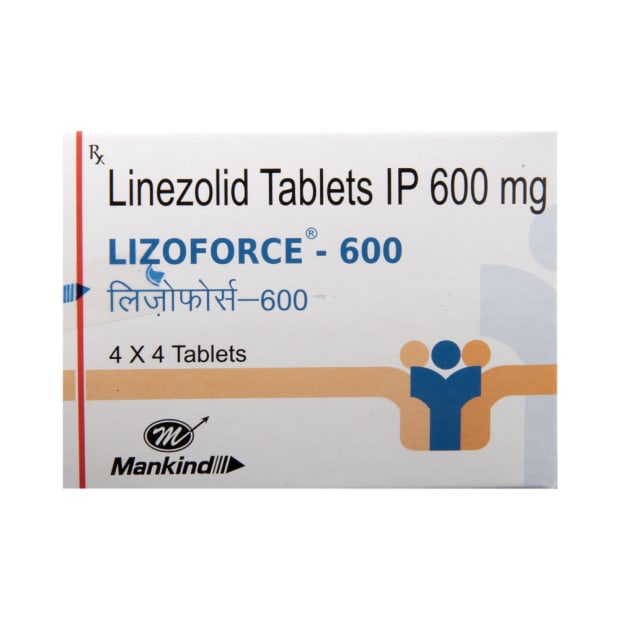 Rx
Linezolid Tablets IP 600 mg
LIZOFORCE® - 600
लिज़ोफोर्स–600
4 X 4 Tablets
m
Mankind